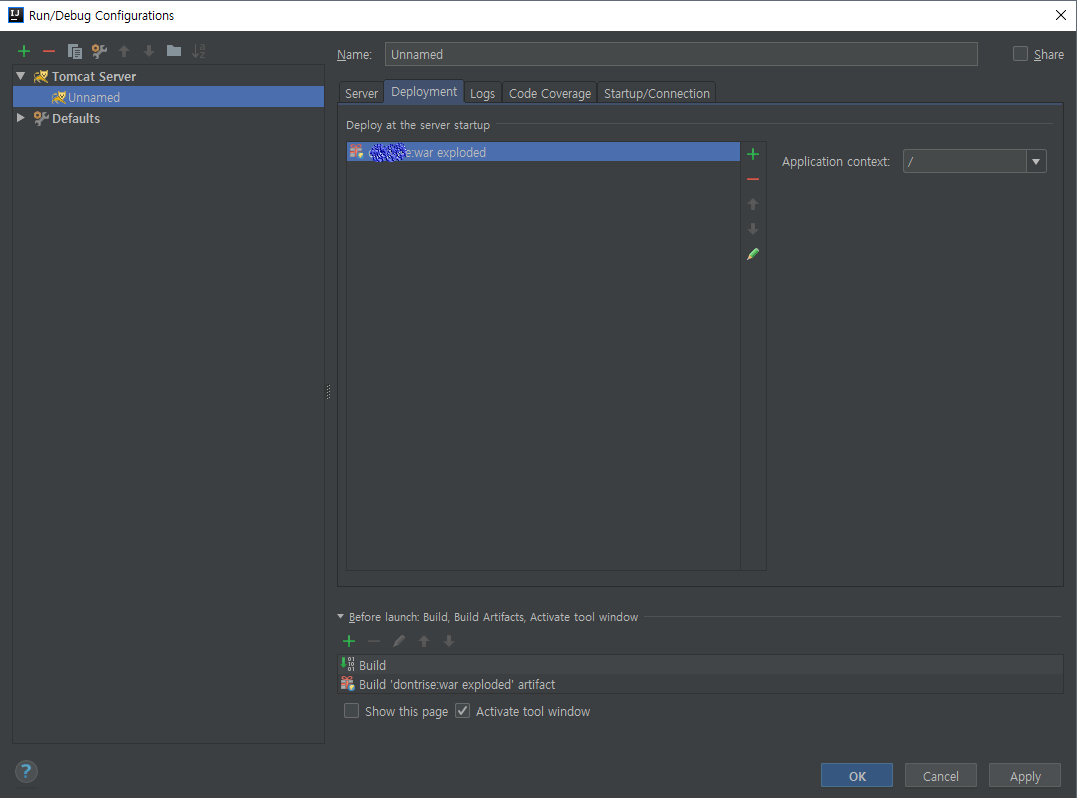 Run/Debug Configurations
Name: Unnamed
Share
Tomcat Server
Unnamed
Defaults
Server Deployment Logs Code Coverage Startup/Connection
Deploy at the server startup
e:war exploded
Application context: /
Before launch: Build, Build Artifacts, Activate tool window
Build
Build 'dontrise:war exploded' artifact
Show this page Activate tool window
? OK Cancel Apply